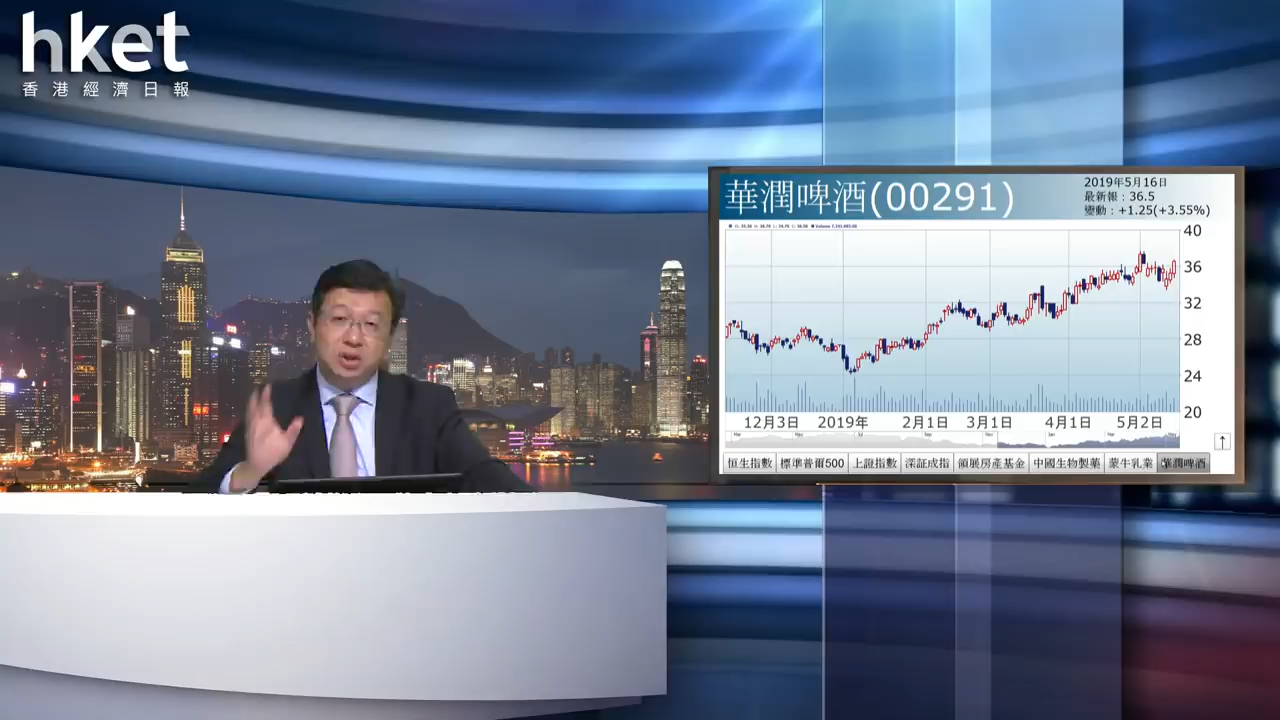 hket
香港經濟日報
華潤啤酒(00291)
2019年5月16日
最新報：36.5
變動：+1.25(+3.55%)
40
36
32
28
24
20
12月3日 2019年 2月1日 3月1日 4月1日 5月2日
恒生指數 標準普爾500 上證指數 深証成指 領展房產基金 中國生物製藥 蒙牛乳業 華潤啤酒